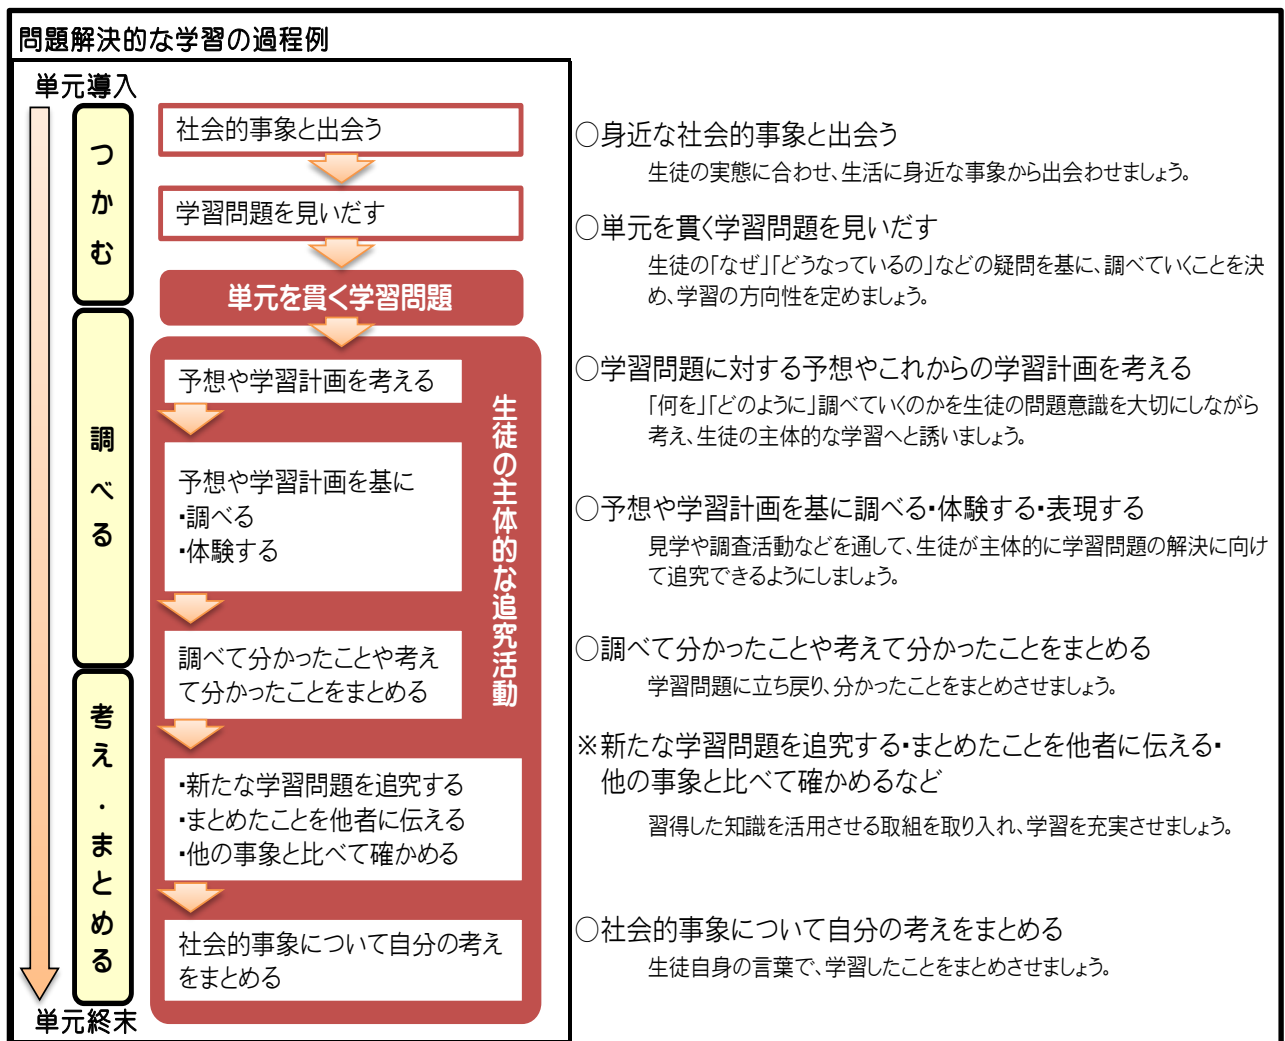 問題解決的な学習の過程例
単元導入
つかむ
社会的事象と出会う
学習問題を見いだす
単元を貫く学習問題
調べる
生徒の主体的な追究活動
予想や学習計画を考える
予想や学習計画を基に
・調べる
・体験する
調べて分かったことや考え
て分かったことをまとめる
考え・まとめる
・新たな学習問題を追究する
・まとめたことを他者に伝える
・他の事象と比べて確かめる
社会的事象について自分の考え
をまとめる
単元終末
○身近な社会的事象と出会う
生徒の実態に合わせ、生活に身近な事象から出会わせましょう。
○単元を貫く学習問題を見いだす
生徒の「なぜ」「どうなっているの」などの疑問を基に、調べていくことを決
め、学習の方向性を定めましょう。
○学習問題に対する予想やこれからの学習計画を考える
「何を」「どのように」調べていくのかを生徒の問題意識を大切にしながら
考え、生徒の主体的な学習へと誘いましょう。
○予想や学習計画を基に調べる・体験する・表現する
見学や調査活動などを通して、生徒が主体的に学習問題の解決に向け
て追究できるようにしましょう。
○調べて分かったことや考えて分かったことをまとめる
学習問題に立ち戻り、分かったことをまとめさせましょう。
※新たな学習問題を追究する・まとめたことを他者に伝える・
他の事象と比べて確かめるなど
習得した知識を活用させる取組を取り入れ、学習を充実させましょう。
○社会的事象について自分の考えをまとめる
生徒自身の言葉で、学習したことをまとめさせましょう。